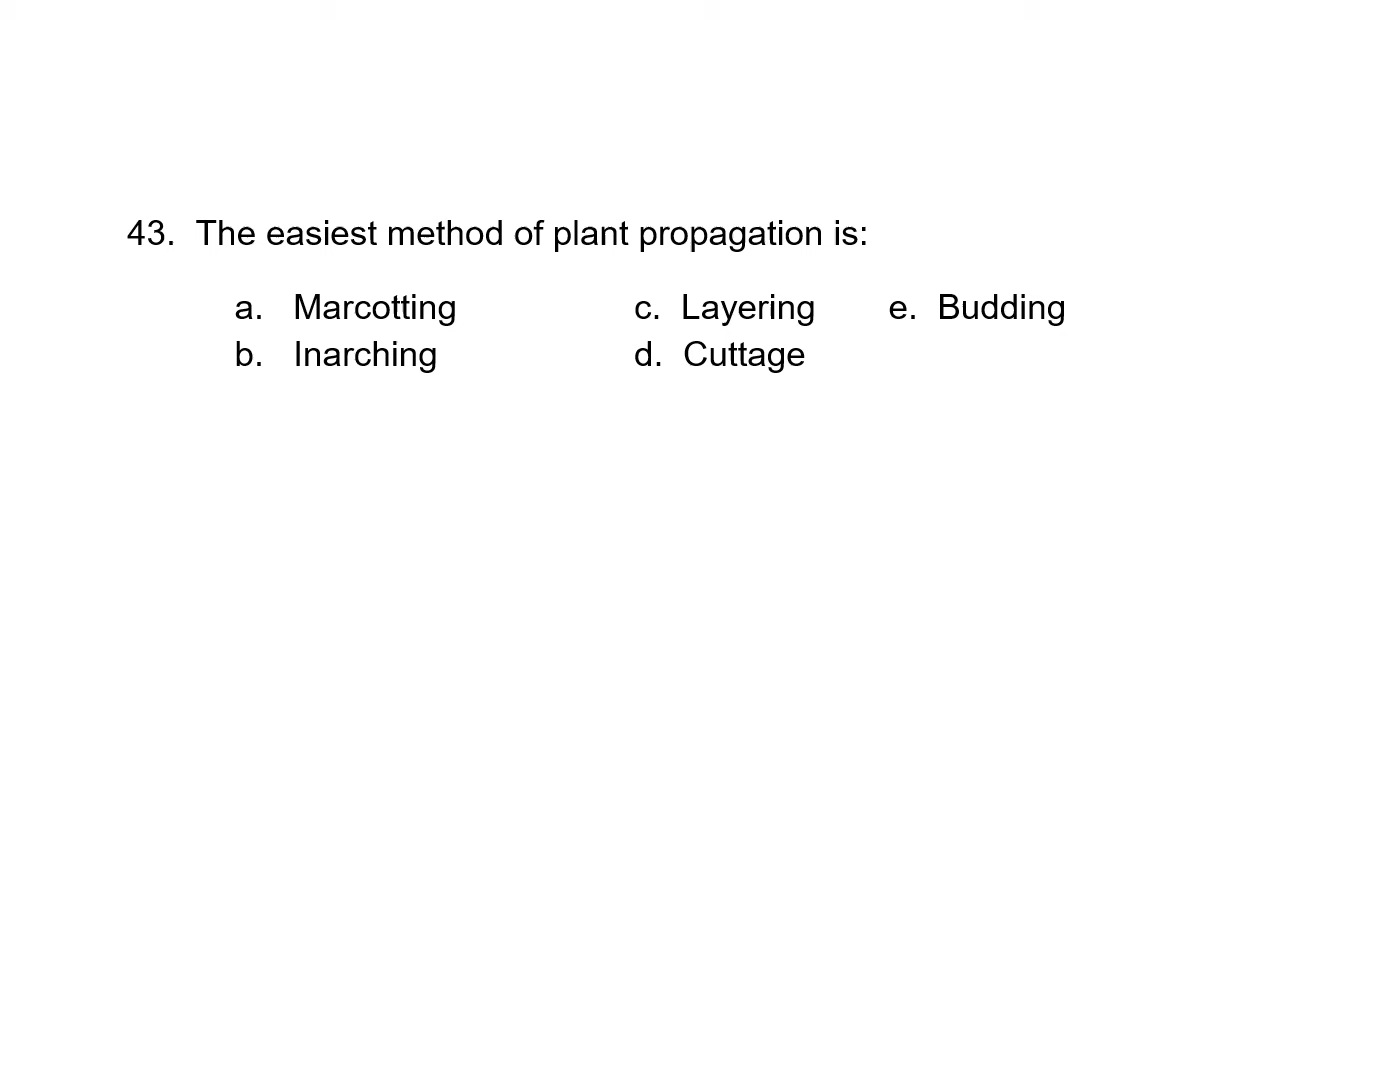 43. The easiest method of plant propagation is:
a. Marcotting c. Layering e. Budding
b. Inarching d. Cuttage